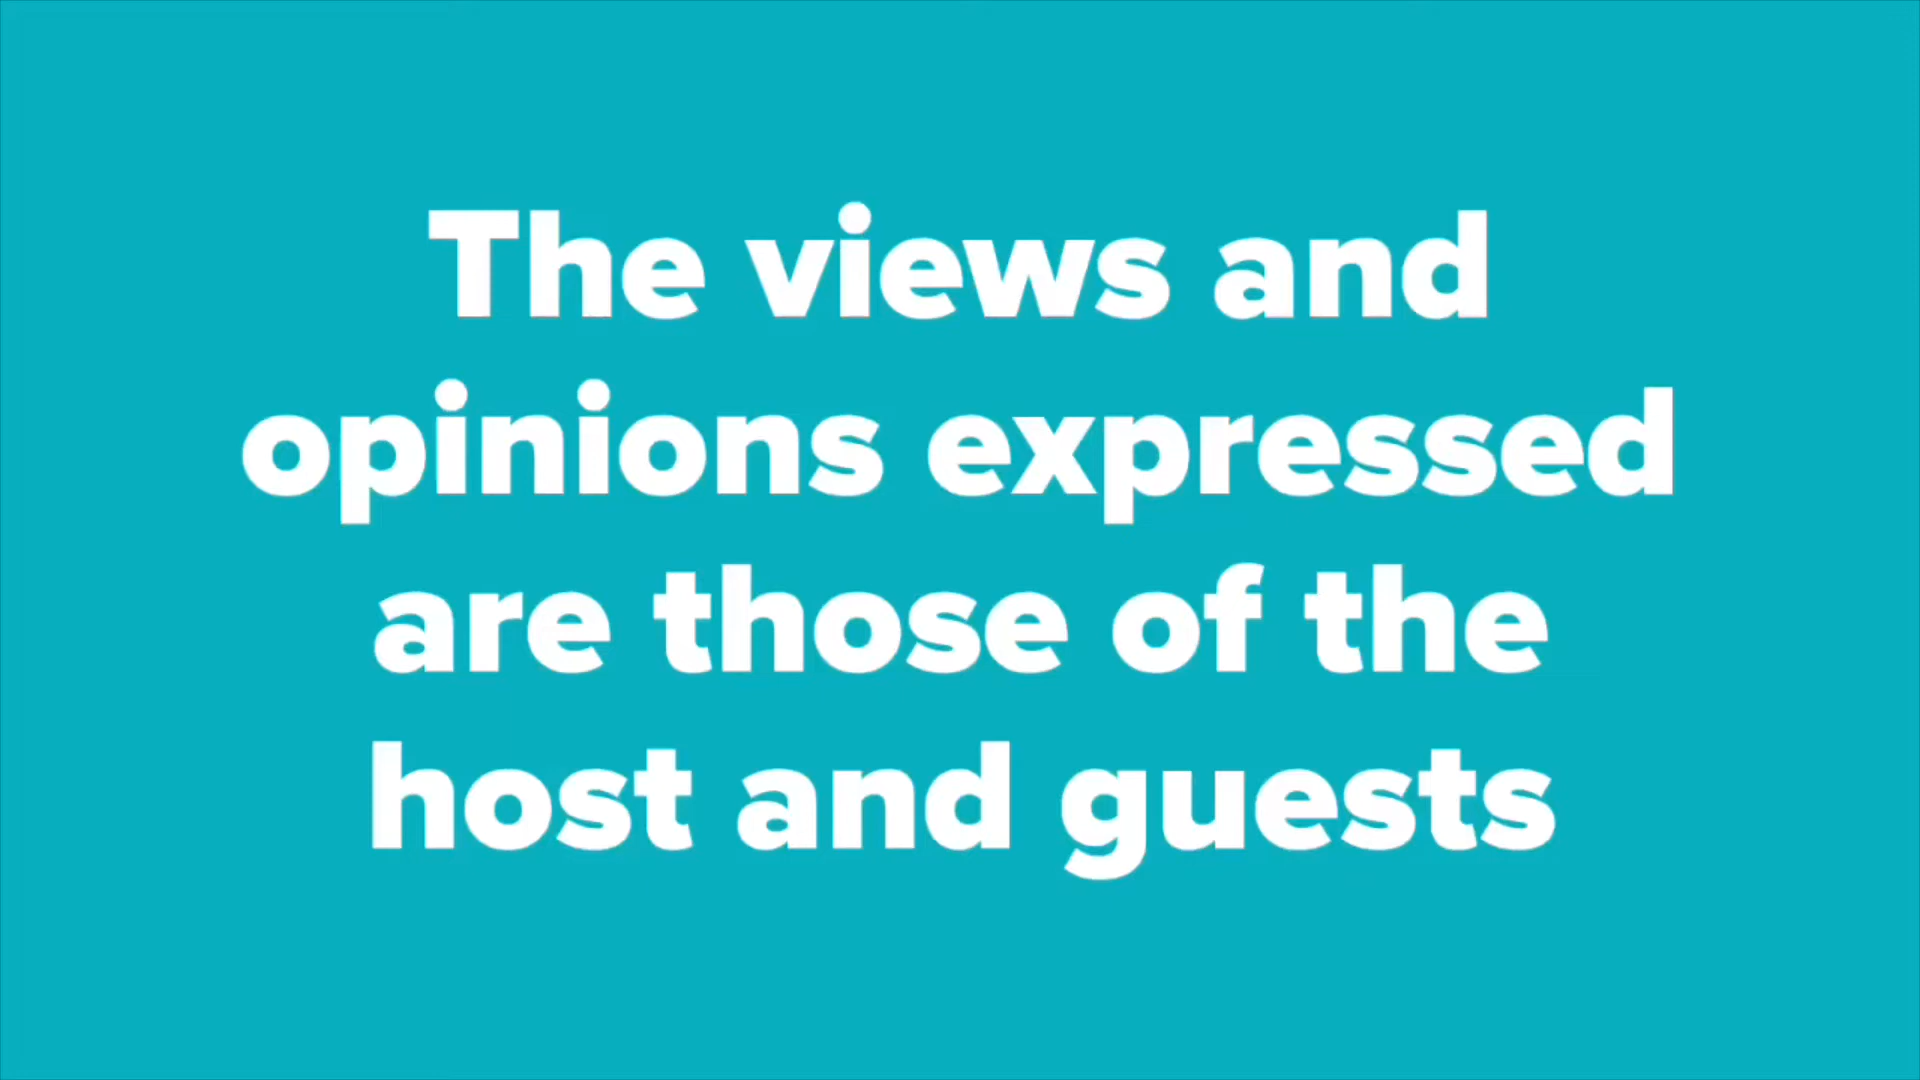 The views and
opinions expressed
are those of the
host and guests